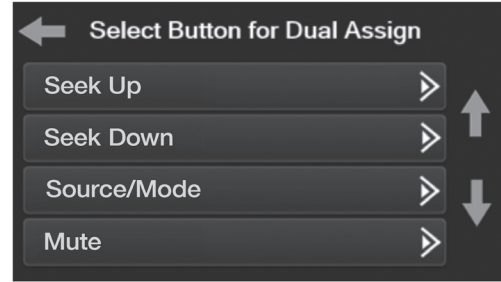 Select Button for Dual Assign
Seek Up
Seek Down
Source/Mode
Mute